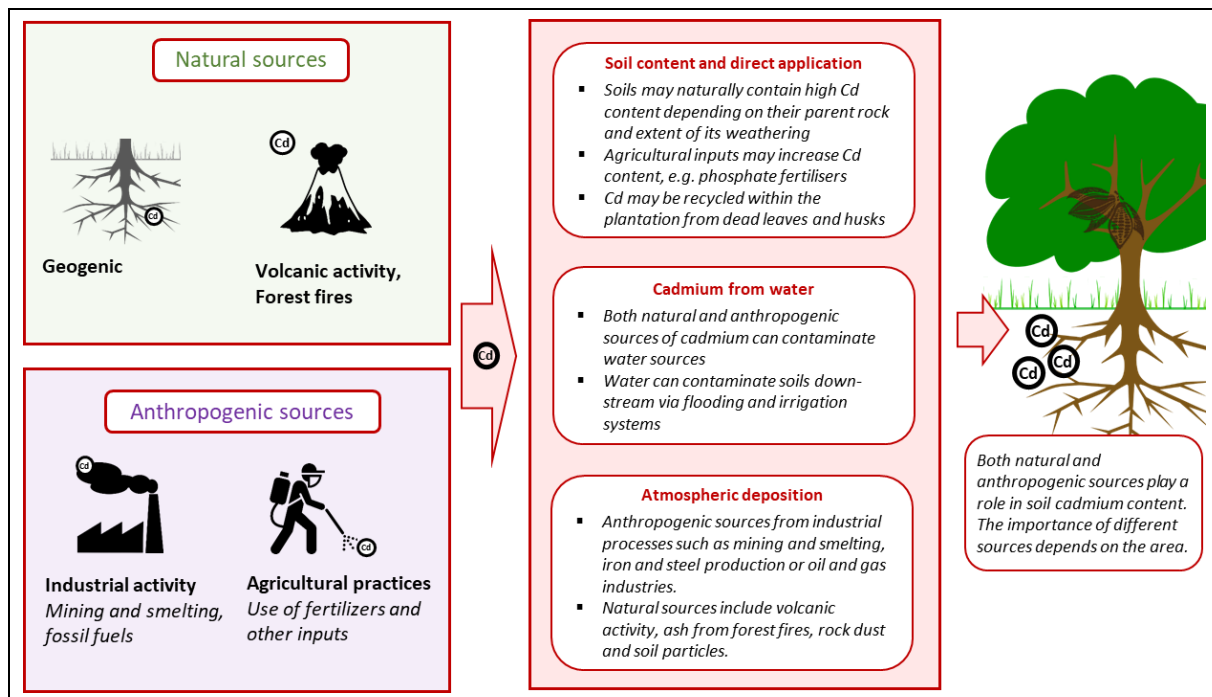 Natural sources
Cd
Cd
Geogenic
Volcanic activity,
Forest fires
Anthropogenic sources
Cd
Cd
Industrial activity
Mining and smelting,
fossil fuels
Agricultural practices
Use of fertilizers and
other inputs
Cd
Soil content and direct application
▪ Soils may naturally contain high Cd
content depending on their parent rock
and extent of its weathering
▪ Agricultural inputs may increase Cd
content, e.g. phosphate fertilisers
▪ Cd may be recycled within the
plantation from dead leaves and husks
Cadmium from water
▪ Both natural and anthropogenic
sources of cadmium can contaminate
water sources
▪ Water can contaminate soils down-
stream via flooding and irrigation
systems
Atmospheric deposition
▪ Anthropogenic sources from industrial
processes such as mining and smelting,
iron and steel production or oil and gas
industries.
▪ Natural sources include volcanic
activity, ash from forest fires, rock dust
and soil particles.
Cd
Cd
Cd
Both natural and
anthropogenic sources play a
role in soil cadmium content.
The importance of different
sources depends on the area.